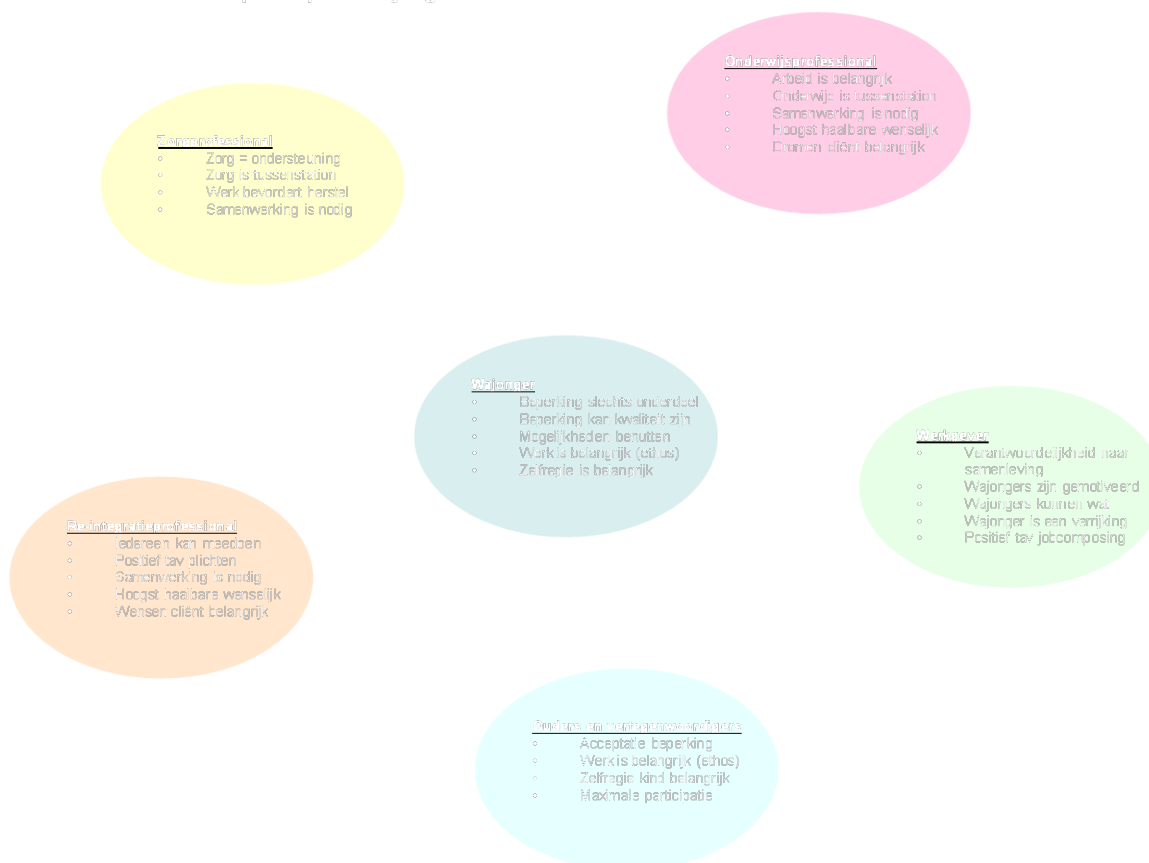 Onderwijsprofessional
• Arbeid is belangrijk
• Onderwijs is tussenstation
• Samenwerking is nodig
• Hoogst haalbare wenselijk
• Dromen cliënt belangrijk
Zorgprofessional
• Zorg = ondersteuning
• Zorg is tussenstation
• Werk bevordert herstel
• Samenwerking is nodig
Wajonger
• Beperking slechts onderdeel
• Beperking kan kwaliteit zijn
• Mogelijkheden benutten
• Werk is belangrijk (ethos)
• Zelfregie is belangrijk
Werkgever
• Verantwoordelijkheid naar
samenleving
• Wajongers zijn gemotiveerd
• Wajongers kunnen wat
• Wajonger is een verrijking
• Positief tav jobcomposing
Re-integratieprofessional
• Iedereen kan meedoen
• Positief tav plichten
• Samenwerking is nodig
• Hoogst haalbare wenselijk
• Wensen cliënt belangrijk
Ouders en vertegenwoordigers
• Acceptatie beperking
• Werk is belangrijk (ethos)
• Zelfregie kind belangrijk
• Maximale participatie